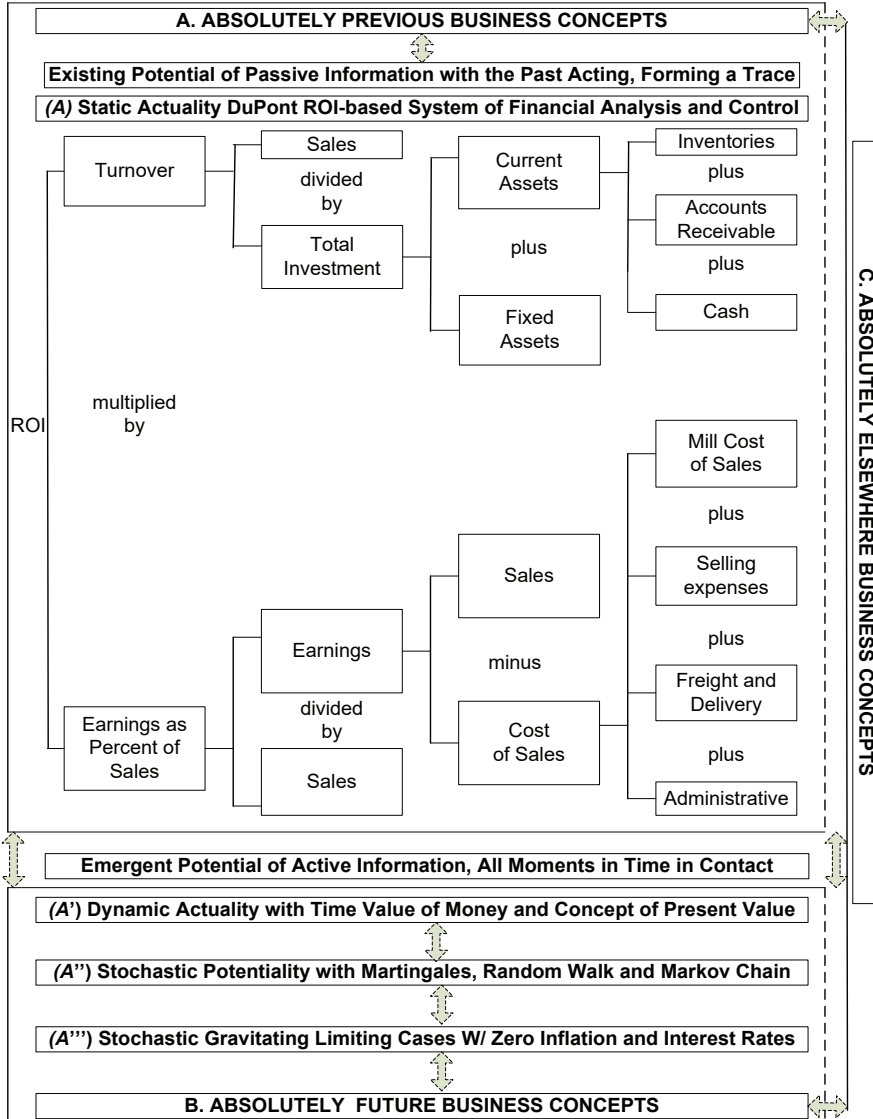 A. ABSOLUTELY PREVIOUS BUSINESS CONCEPTS
Existing Potential of Passive Information with the Past Acting, Forming a Trace
(A) Static Actuality DuPont ROI-based System of Financial Analysis and Control
ROI
multiplied
by
Turnover
Sales
divided
by
Total
Investment
Current
Assets
plus
Fixed
Assets
Inventories
plus
Accounts
Receivable
plus
Cash
Earnings as
Percent of
Sales
Earnings
divided
by
Sales
Sales
minus
Cost
of Sales
Mill Cost
of Sales
plus
Selling
expenses
plus
Freight and
Delivery
plus
Administrative
C. ABSOLUTELY ELSEWHERE BUSINESS CONCEPTS
Emergent Potential of Active Information, All Moments in Time in Contact
(A') Dynamic Actuality with Time Value of Money and Concept of Present Value
(A'') Stochastic Potentiality with Martingales, Random Walk and Markov Chain
(A''') Stochastic Gravitating Limiting Cases W/ Zero Inflation and Interest Rates
B. ABSOLUTELY FUTURE BUSINESS CONCEPTS